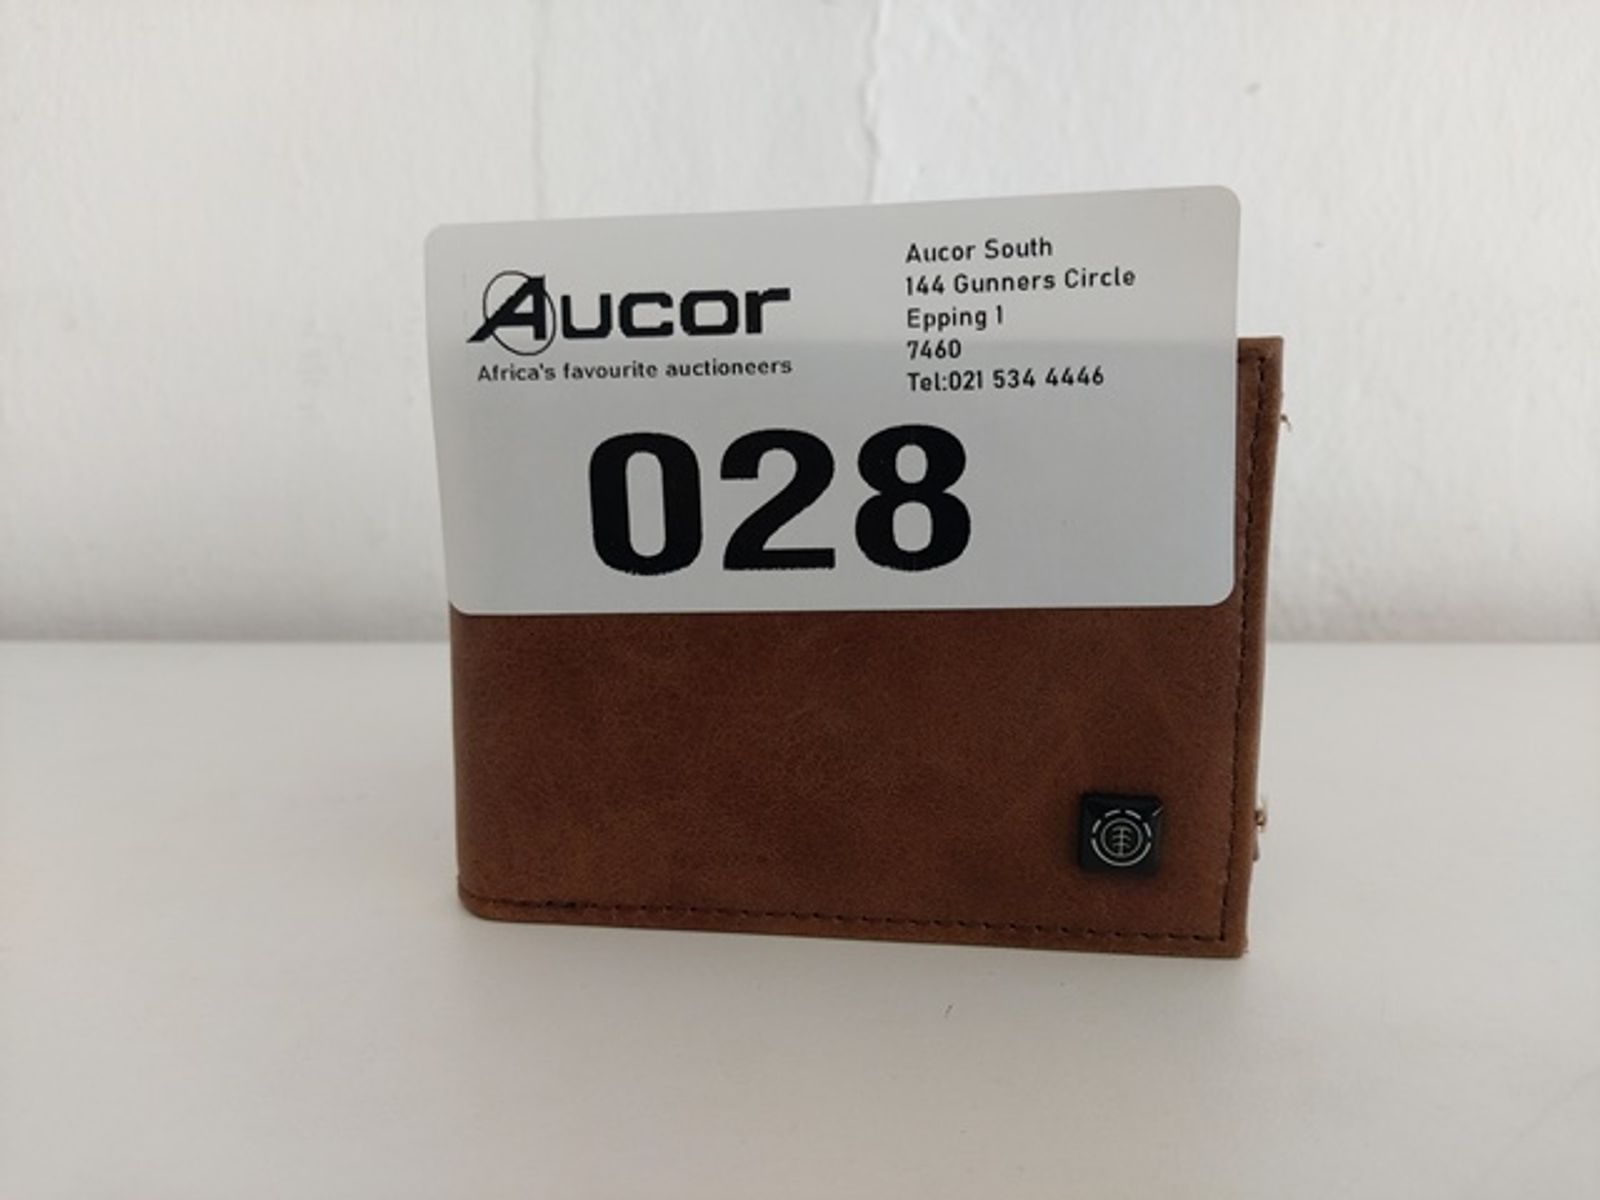 Aucor
Africa's favourite auctioneers
Aucor South
144 Gunners Circle
Epping 1
7460
Tel:021 534 4446
028